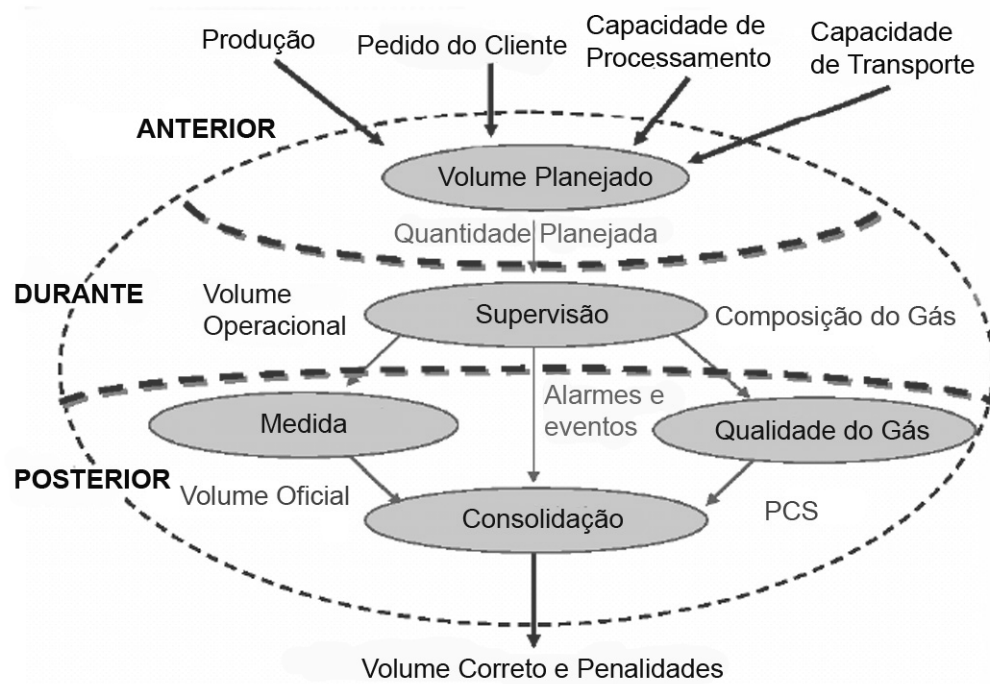 Produção
Pedido do Cliente
Capacidade de
Processamento
Capacidade
de Transporte
ANTERIOR
Volume Planejado
Quantidade Planejada
DURANTE
Volume
Operacional
Supervisão
Composição do Gás
Alarmes e
eventos
Medida
Qualidade do Gás
POSTERIOR
Volume Oficial
Consolidação
PCS
Volume Correto e Penalidades